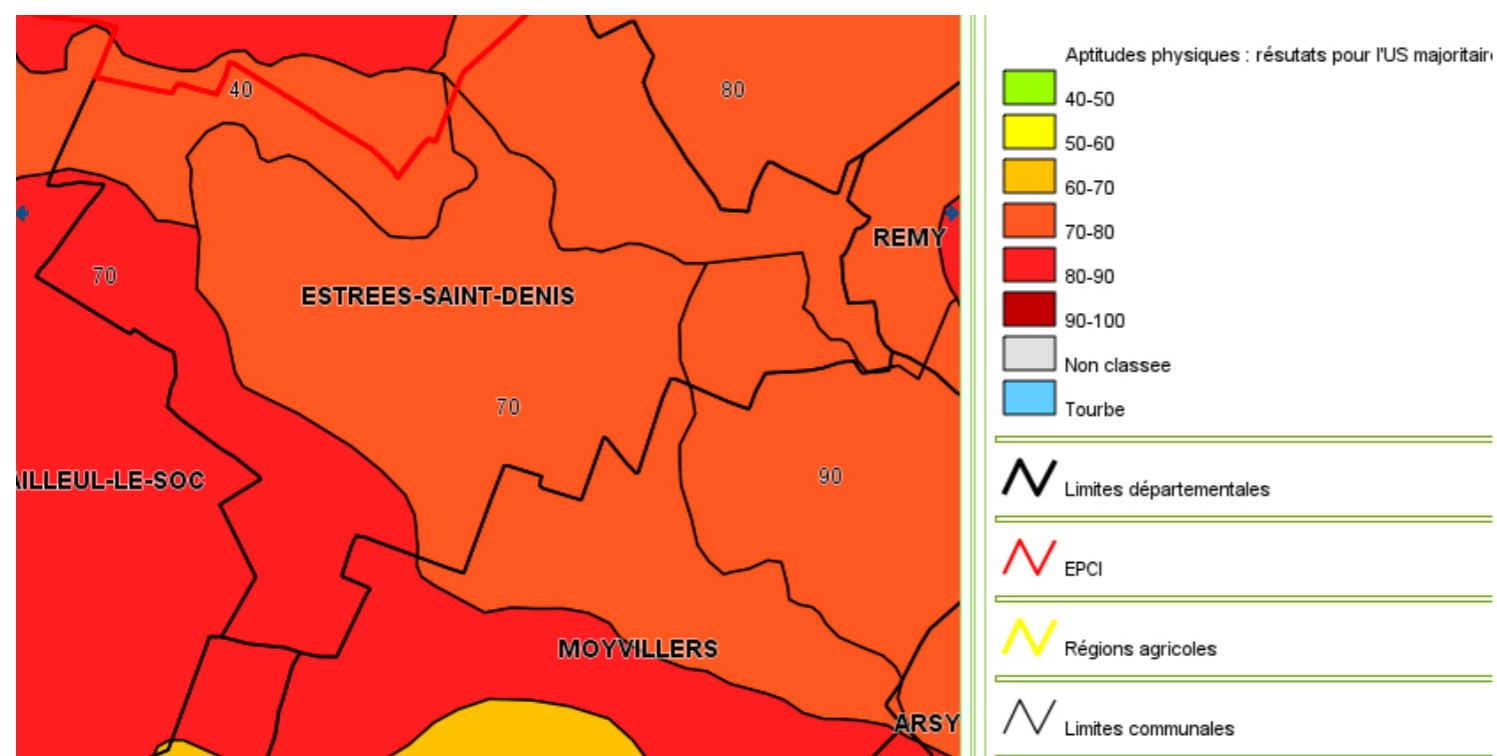 40
80
REMY
70
ESTREES-SAINT-DENIS
70
AILLEUL-LE-SOC
90
MOYVILLERS
ARSY
Aptitudes physiques : résutats pour l'US majoritair
40-50
50-60
60-70
70-80
80-90
90-100
Non classee
Tourbe
Limites départementales
EPCI
Régions agricoles
Limites communales